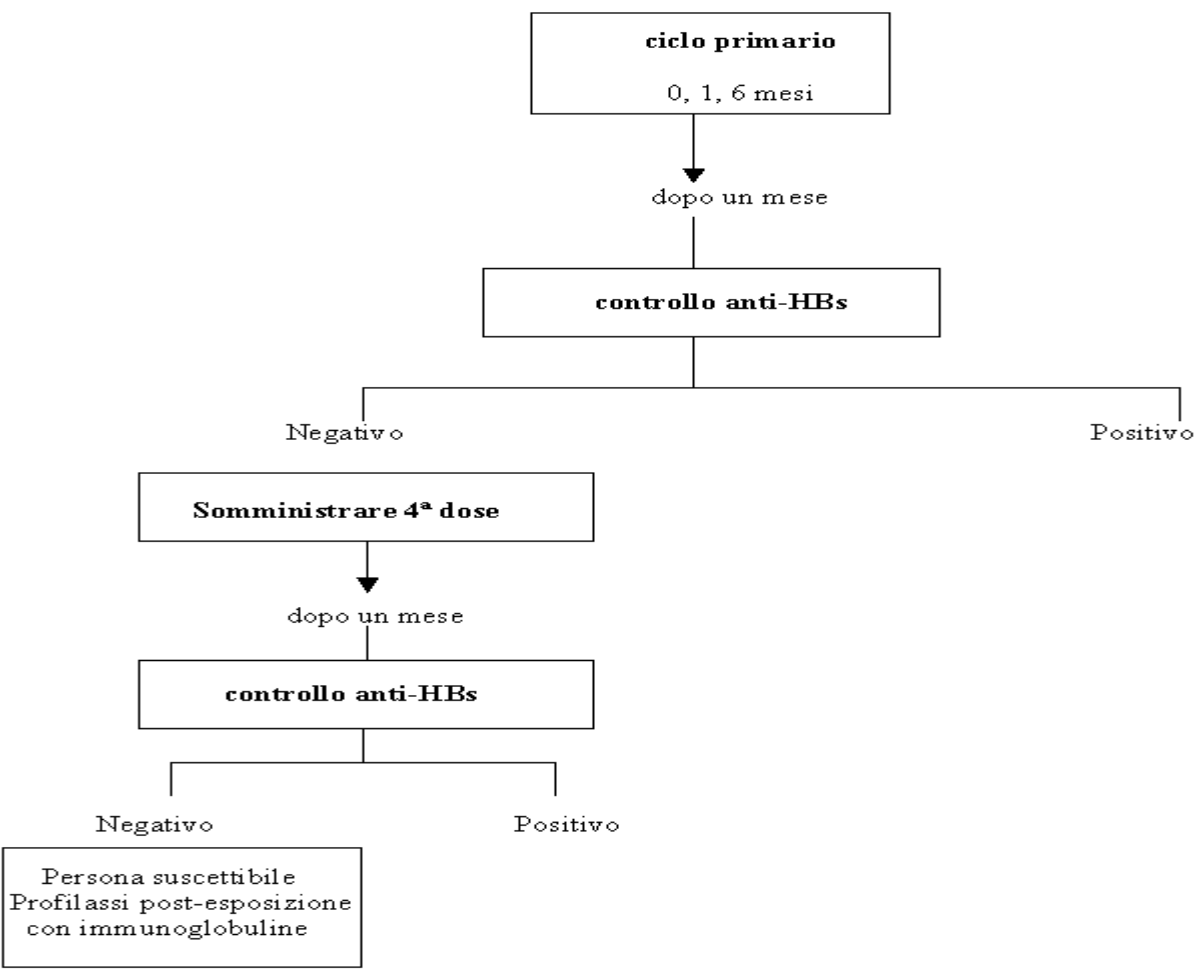 ciclo primario
0, 1, 6 mesi
dopo un mese
controllo anti-HBs
Negativo
Positivo
Somministrare 4ª dose
dopo un mese
controllo anti-HBs
Negativo
Positivo
Persona suscettibile
Profilassi post-esposizione
con immunoglobuline